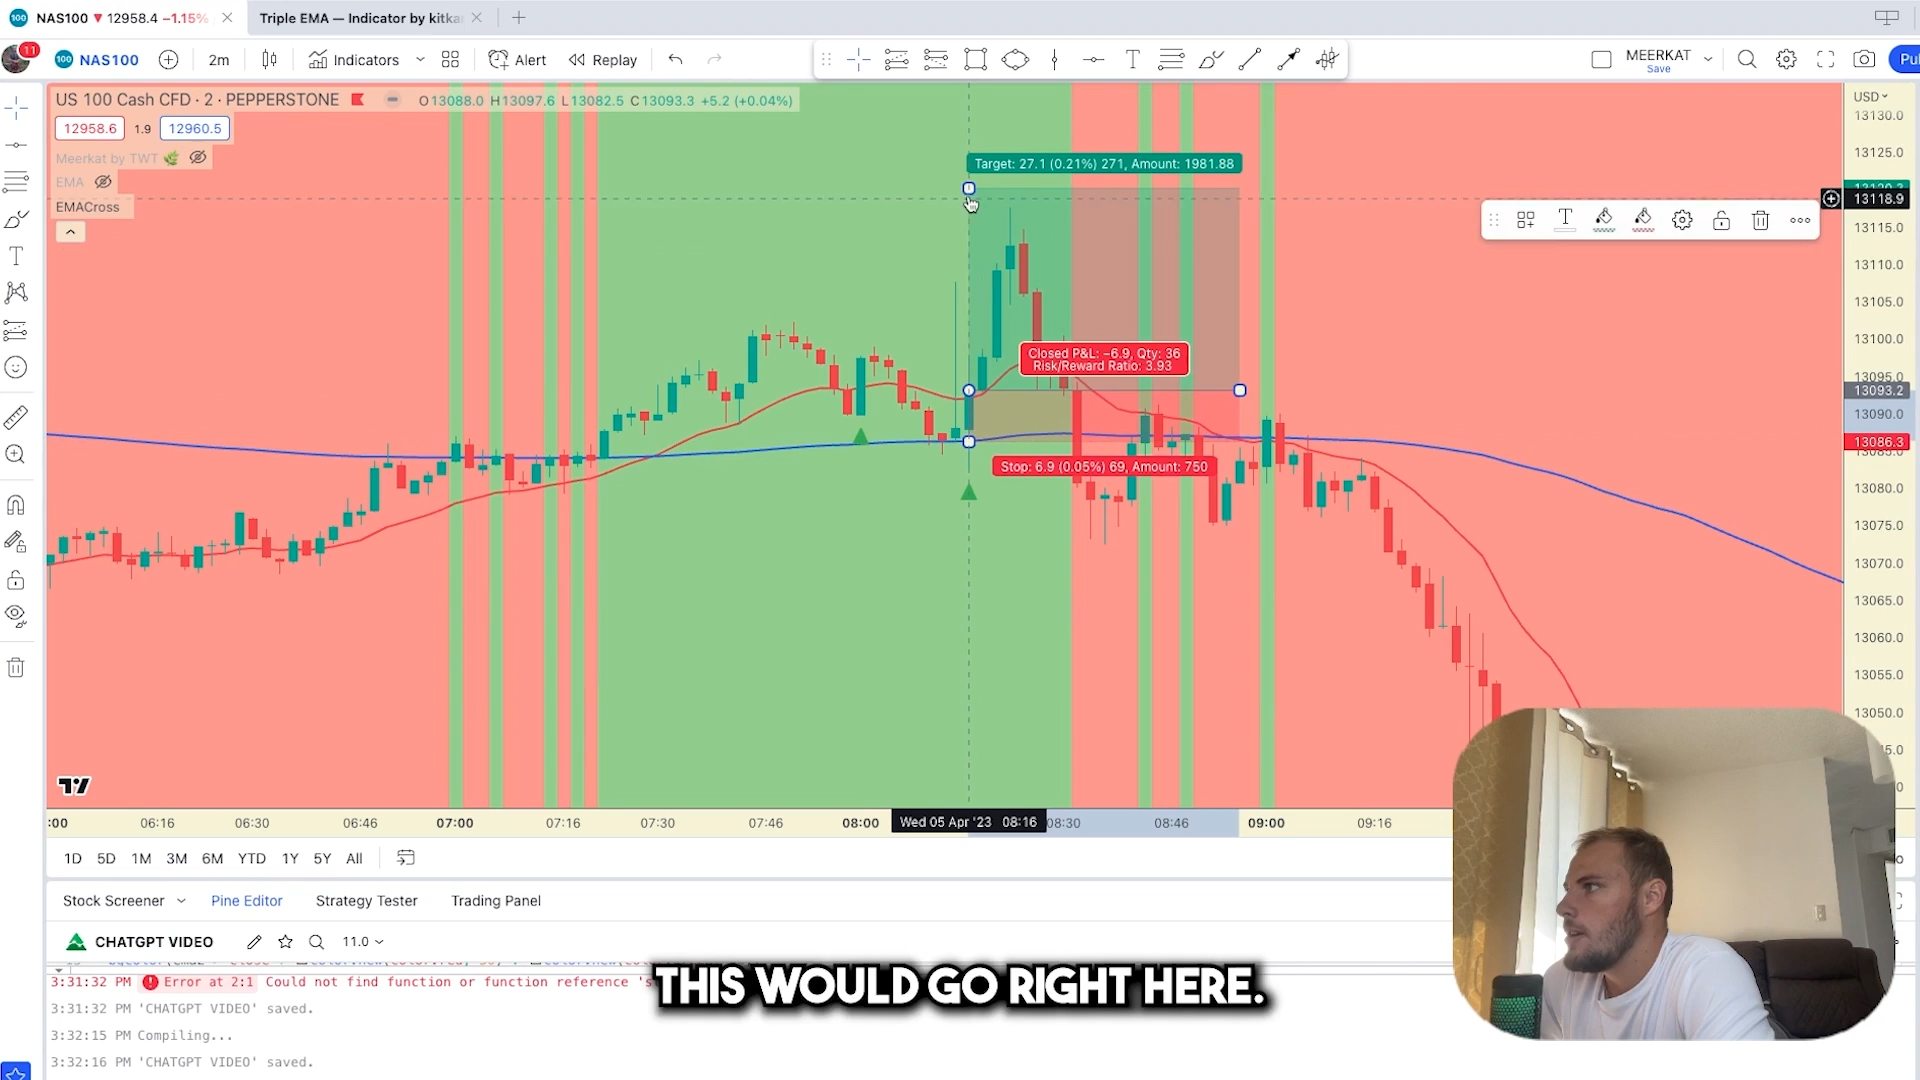 NAS100 ▼ 12958.4 −1.15%
Triple EMA — Indicator by kitka
11
100 NAS100
2m
Indicators
Alert
Replay
MEERKAT
Save
US 100 Cash CFD · 2 · PEPPERSTONE
O13088.0 H13097.6 L13082.5 C13093.3 +5.2 (+0.04%)
12958.6 1.9 12960.5
Meerkat by TWT
EMA
EMACross
USD
13130.0
13125.0
13118.9
13115.0
13110.0
13105.0
13100.0
13095.0
13093.2
13090.0
13086.3
13080.0
13075.0
13070.0
13065.0
13060.0
13055.0
13050.0
Target: 27.1 (0.21%) 271, Amount: 1981.88
Closed P&L: −6.9, Qty: 36
Risk/Reward Ratio: 3.93
Stop: 6.9 (0.05%) 69, Amount: 750
:00 06:16 06:30 06:46 07:00 07:16 07:30 07:46 08:00 Wed 05 Apr '23 08:16 08:30 08:46 09:00 09:16
1D 5D 1M 3M 6M YTD 1Y 5Y All
Stock Screener Pine Editor Strategy Tester Trading Panel
CHATGPT VIDEO 11.0
3:31:32 PM Error at 2:1 Could not find function or function reference 's
3:31:32 PM 'CHATGPT VIDEO' saved.
3:32:15 PM Compiling...
3:32:16 PM 'CHATGPT VIDEO' saved.
THIS WOULD GO RIGHT HERE.